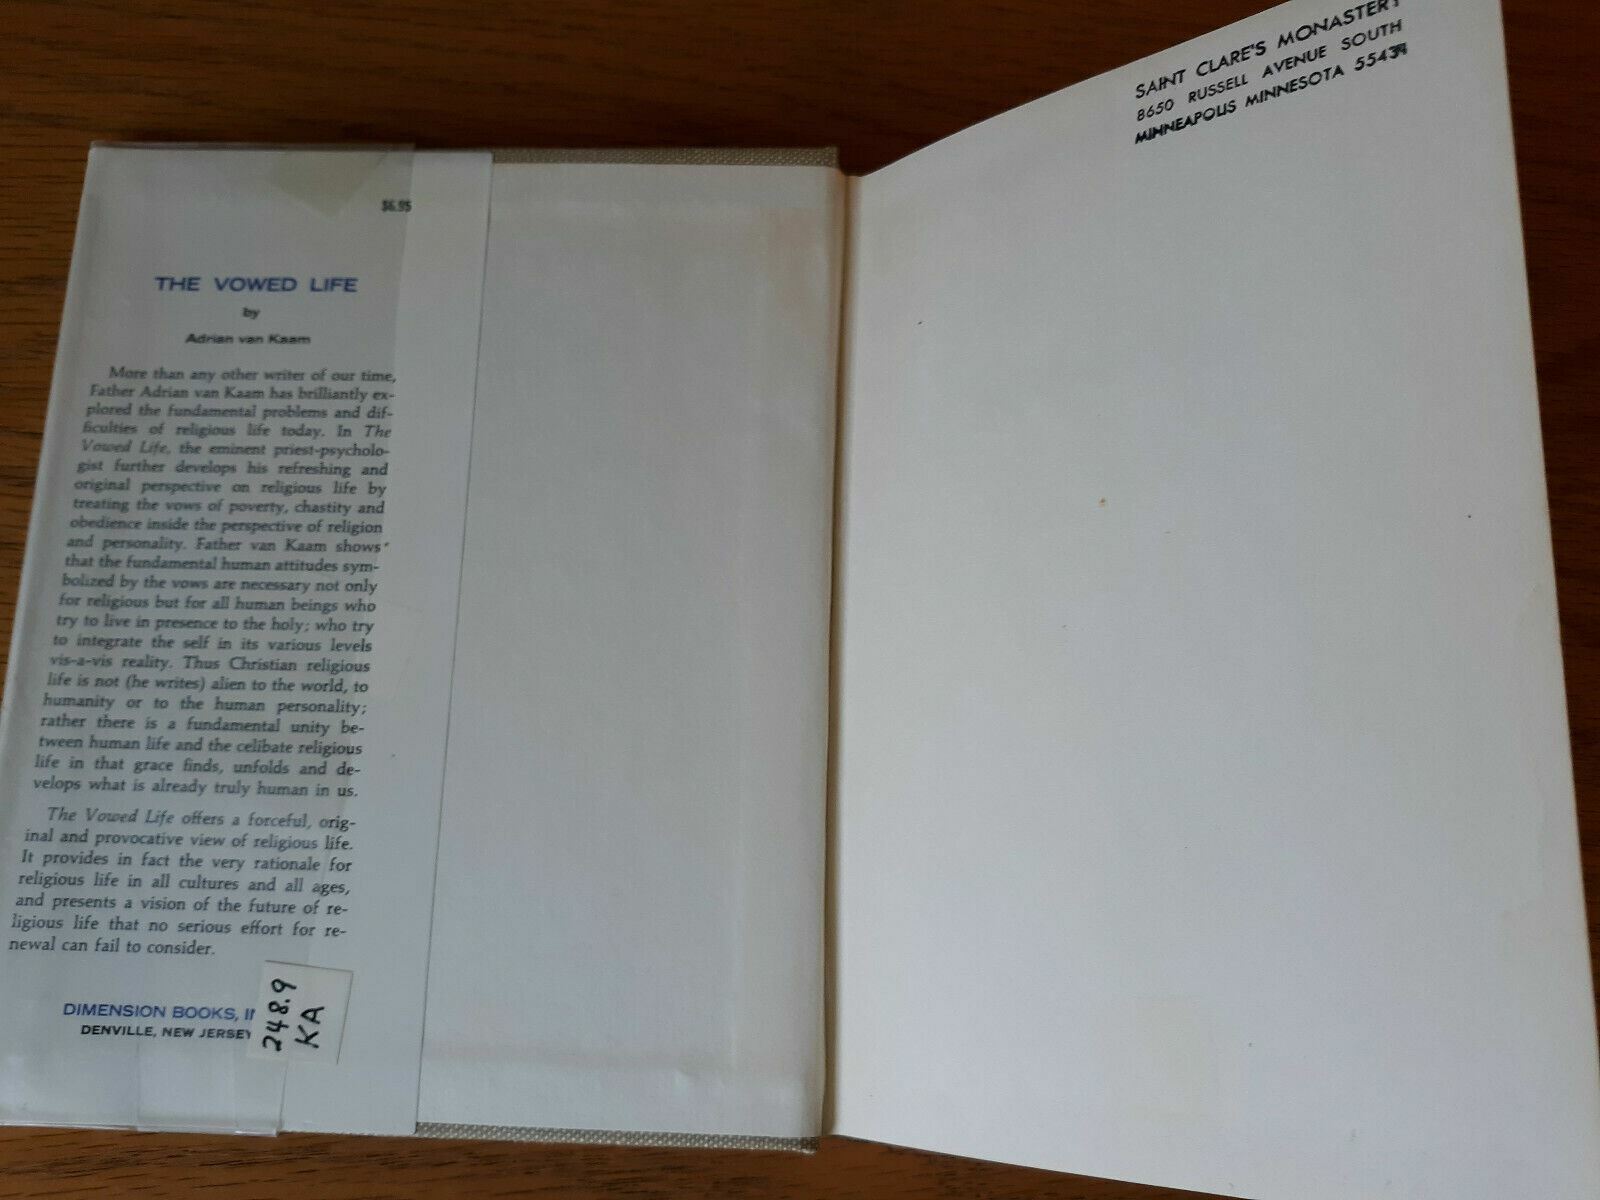 $6.95
THE VOWED LIFE
by
Adrian van Kaam
More than any other writer of our time,
Father Adrian van Kaam has brilliantly ex-
plored the fundamental problems and dif-
ficulties of religious life today. In The
Vowed Life, the eminent priest-psycholo-
gist further develops his refreshing and
original perspective on religious life by
treating the vows of poverty, chastity and
obedience inside the perspective of religion
and personality. Father van Kaam shows
that the fundamental human attitudes sym-
bolized by the vows are necessary not only
for religious but for all human beings who
try to live in presence to the holy; who try
to integrate the self in its various levels
vis-a-vis reality. Thus Christian religious
life is not (he writes) alien to the world, to
humanity or to the human personality;
rather there is a fundamental unity be-
tween human life and the celibate religious
life in that grace finds, unfolds and de-
velops what is already truly human in us.
The Vowed Life offers a forceful, orig-
inal and provocative view of religious life.
It provides in fact the very rationale for
religious life in all cultures and all ages,
and presents a vision of the future of re-
ligious life that no serious effort for re-
newal can fail to consider.
DIMENSION BOOKS,
DENVILLE, NEW JERSEY
248.9
KA
SAINT CLARE'S MONASTERY
8650 RUSSELL AVENUE SOUTH
MINNEAPOLIS MINNESOTA